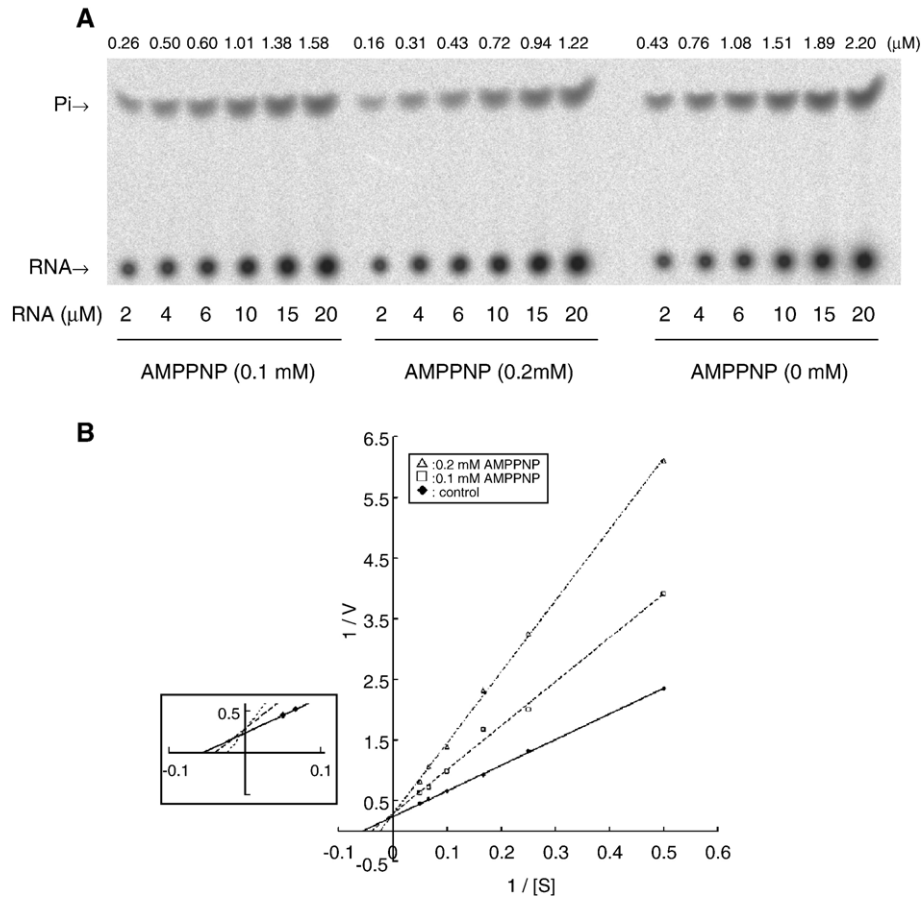 A
0.26 0.50 0.60 1.01 1.38 1.58 0.16 0.31 0.43 0.72 0.94 1.22 0.43 0.76 1.08 1.51 1.89 2.20 (µM)
Pi→
RNA→
RNA (µM) 2 4 6 10 15 20 2 4 6 10 15 20 2 4 6 10 15 20
AMPPNP (0.1 mM) AMPPNP (0.2mM) AMPPNP (0 mM)
B
6.5
5.5
4.5
3.5
2.5
1.5
0.5
-0.5
1 / V
:0.2 mM AMPPNP
:0.1 mM AMPPNP
: control
0.5
-0.1 0.1
-0.1 0 0.1 0.2 0.3 0.4 0.5 0.6
1 / [S]